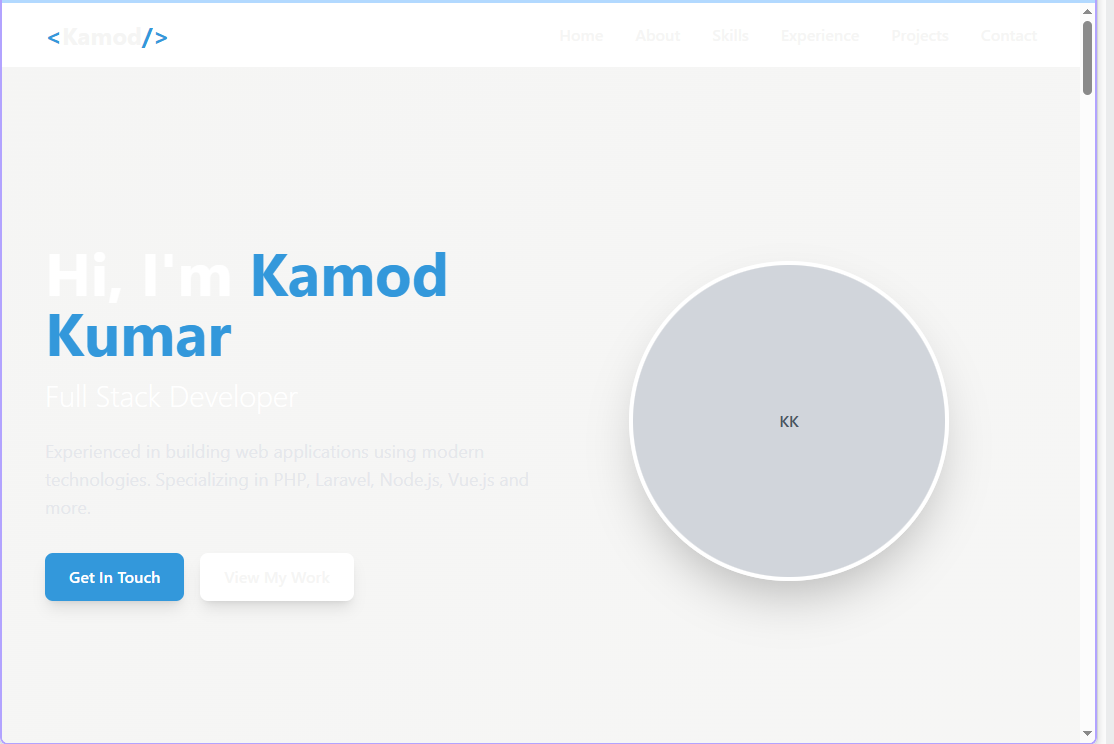 <Kamod/>
Home About Skills Experience Projects Contact
Hi, I'm Kamod
Kumar
Full Stack Developer
Experienced in building web applications using modern
technologies. Specializing in PHP, Laravel, Node.js, Vue.js and
more.
Get In Touch
View My Work
KK